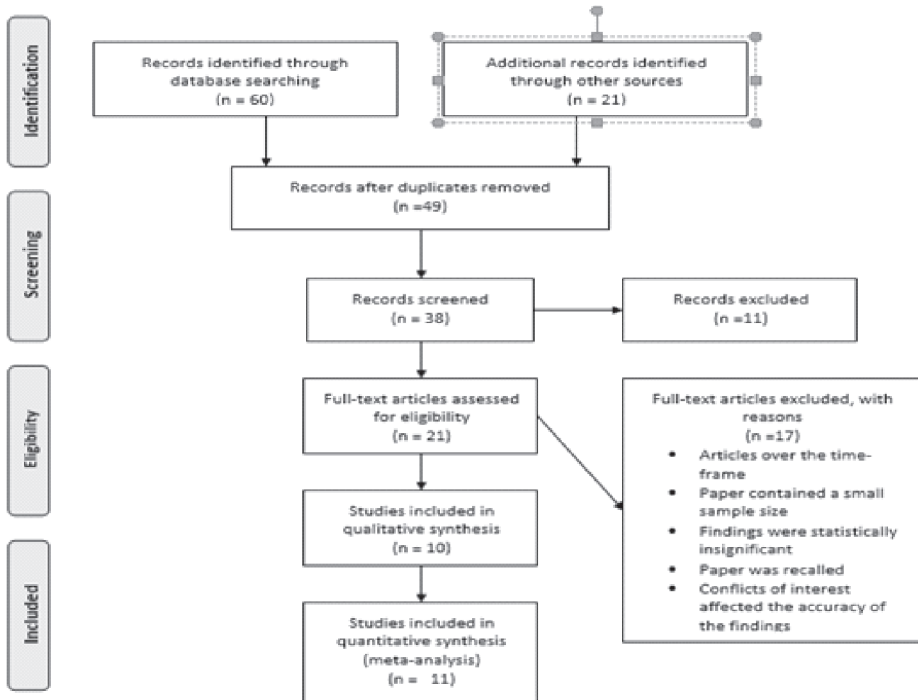 Identification
Records identified through
database searching
(n = 60)
Additional records identified
through other sources
(n = 21)
Records after duplicates removed
(n =49)
Screening
Records screened
(n = 38)
Records excluded
(n =11)
Eligibility
Full-text articles assessed
for eligibility
(n = 21)
Full-text articles excluded, with
reasons
(n =17)
• Articles over the time-
frame
• Paper contained a small
sample size
• Findings were statistically
insignificant
• Paper was recalled
• Conflicts of interest
affected the accuracy of
the findings
Studies included in
qualitative synthesis
(n = 10)
Included
Studies included in
quantitative synthesis
(meta-analysis)
(n = 11)